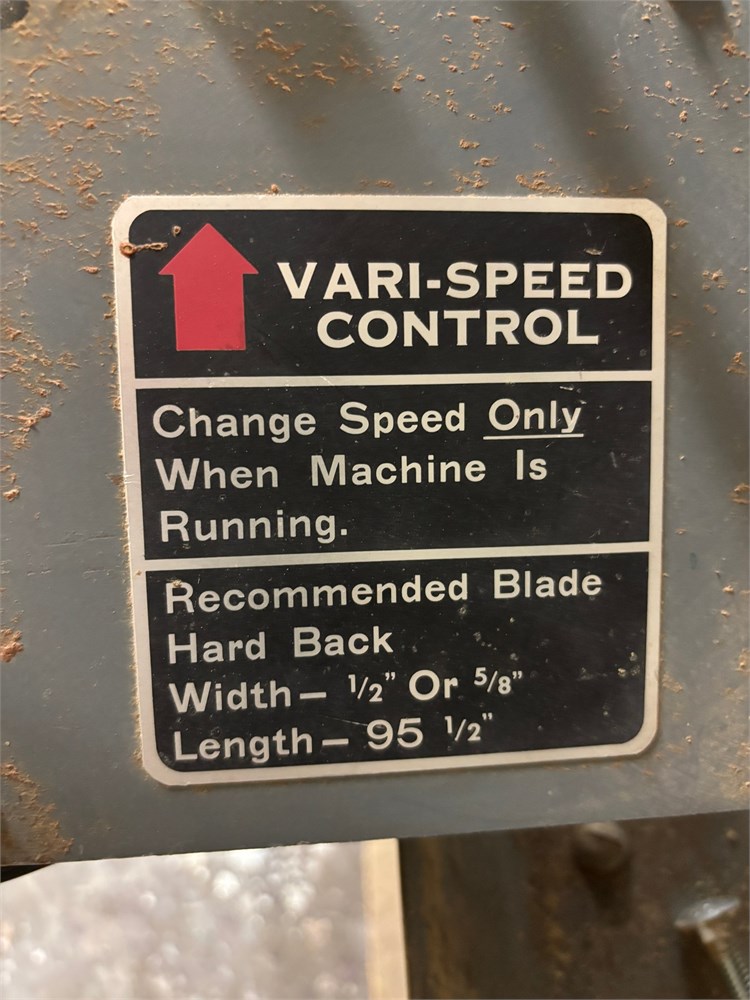 VARI-SPEED
CONTROL
Change Speed Only
When Machine Is
Running.
Recommended Blade
Hard Back
Width – 1/2" Or 5/8"
Length – 95 1/2"